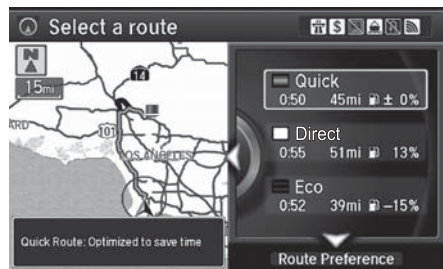 Select a route
$
N
15mi
14
101
LOS ANGELES
Quick
0:50 45mi ± 0%
Direct
0:55 51mi 13%
Eco
0:52 39mi –15%
Quick Route: Optimized to save time
Route Preference